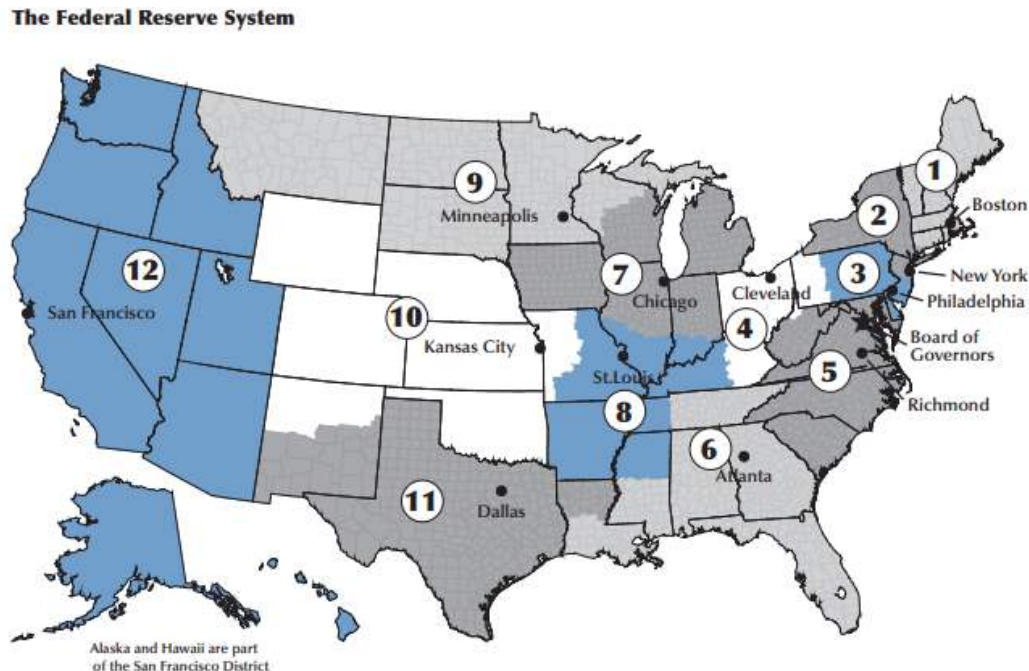 The Federal Reserve System
1
2
Boston
9
Minneapolis
3
12
7
New York
Chicago
Cleveland
Philadelphia
San Francisco
10
4
Kansas City
Board of
Governors
St.Louis
5
8
Richmond
6
Atlanta
11
Dallas
Alaska and Hawaii are part
of the San Francisco District